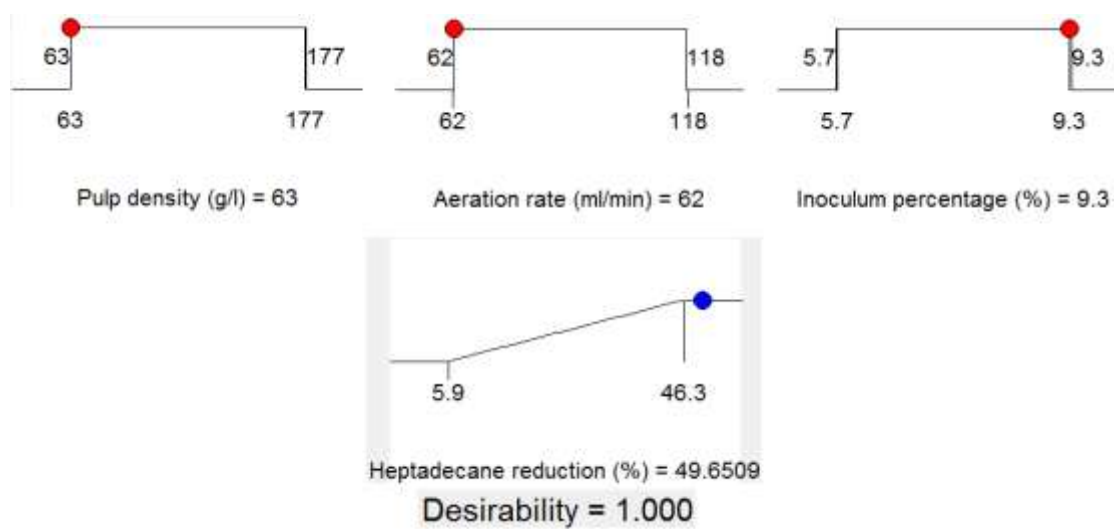 63 177
63 177
Pulp density (g/l) = 63
62 118
62 118
Aeration rate (ml/min) = 62
5.7 9.3
5.7 9.3
Inoculum percentage (%) = 9.3
5.9 46.3
Heptadecane reduction (%) = 49.6509
Desirability = 1.000